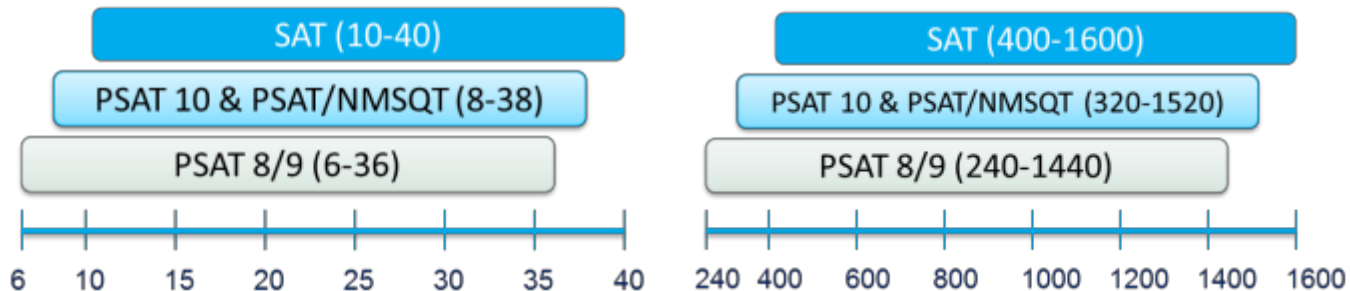 SAT (10-40)
PSAT 10 & PSAT/NMSQT (8-38)
PSAT 8/9 (6-36)
6 10 15 20 25 30 35 40
SAT (400-1600)
PSAT 10 & PSAT/NMSQT (320-1520)
PSAT 8/9 (240-1440)
240 400 600 800 1000 1200 1400 1600